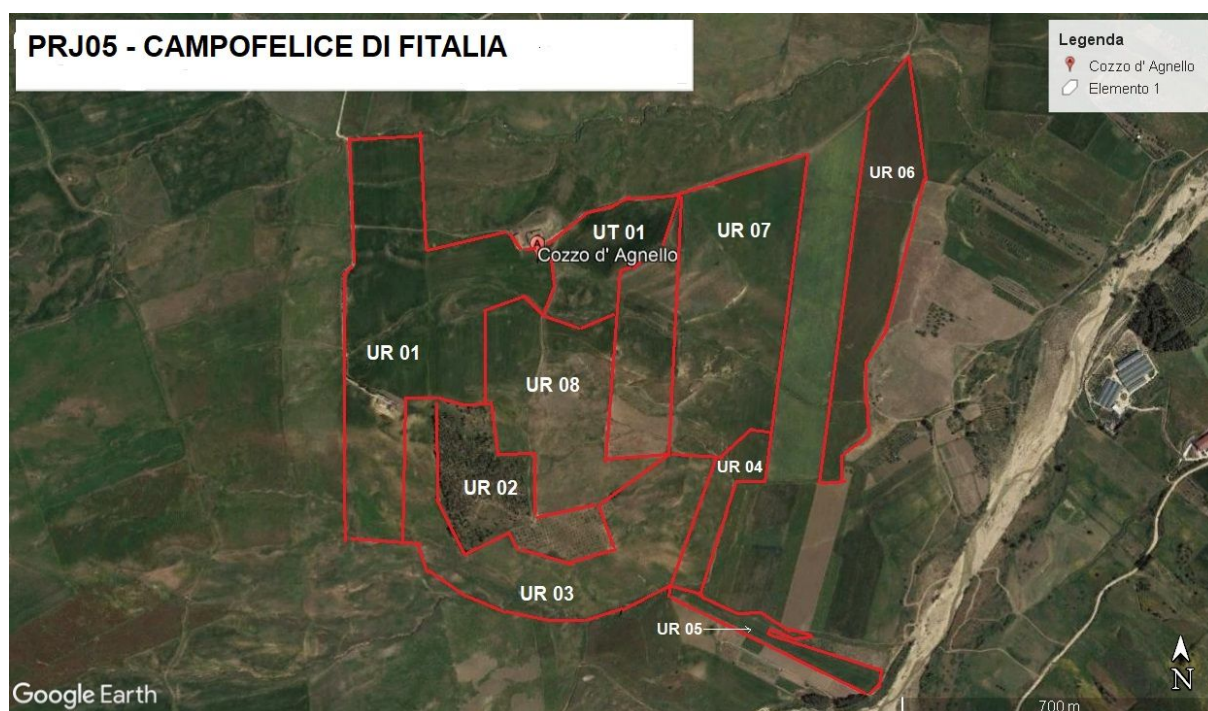 PRJ05 - CAMPOFELICE DI FITALIA
Legenda
Cozzo d' Agnello
Elemento 1
UR 06
UT 01
UR 07
A
Cozzo d' Agnello
UR 01
UR 08
UR 04
UR 02
UR 03
UR 05
N
Google Earth
700 m